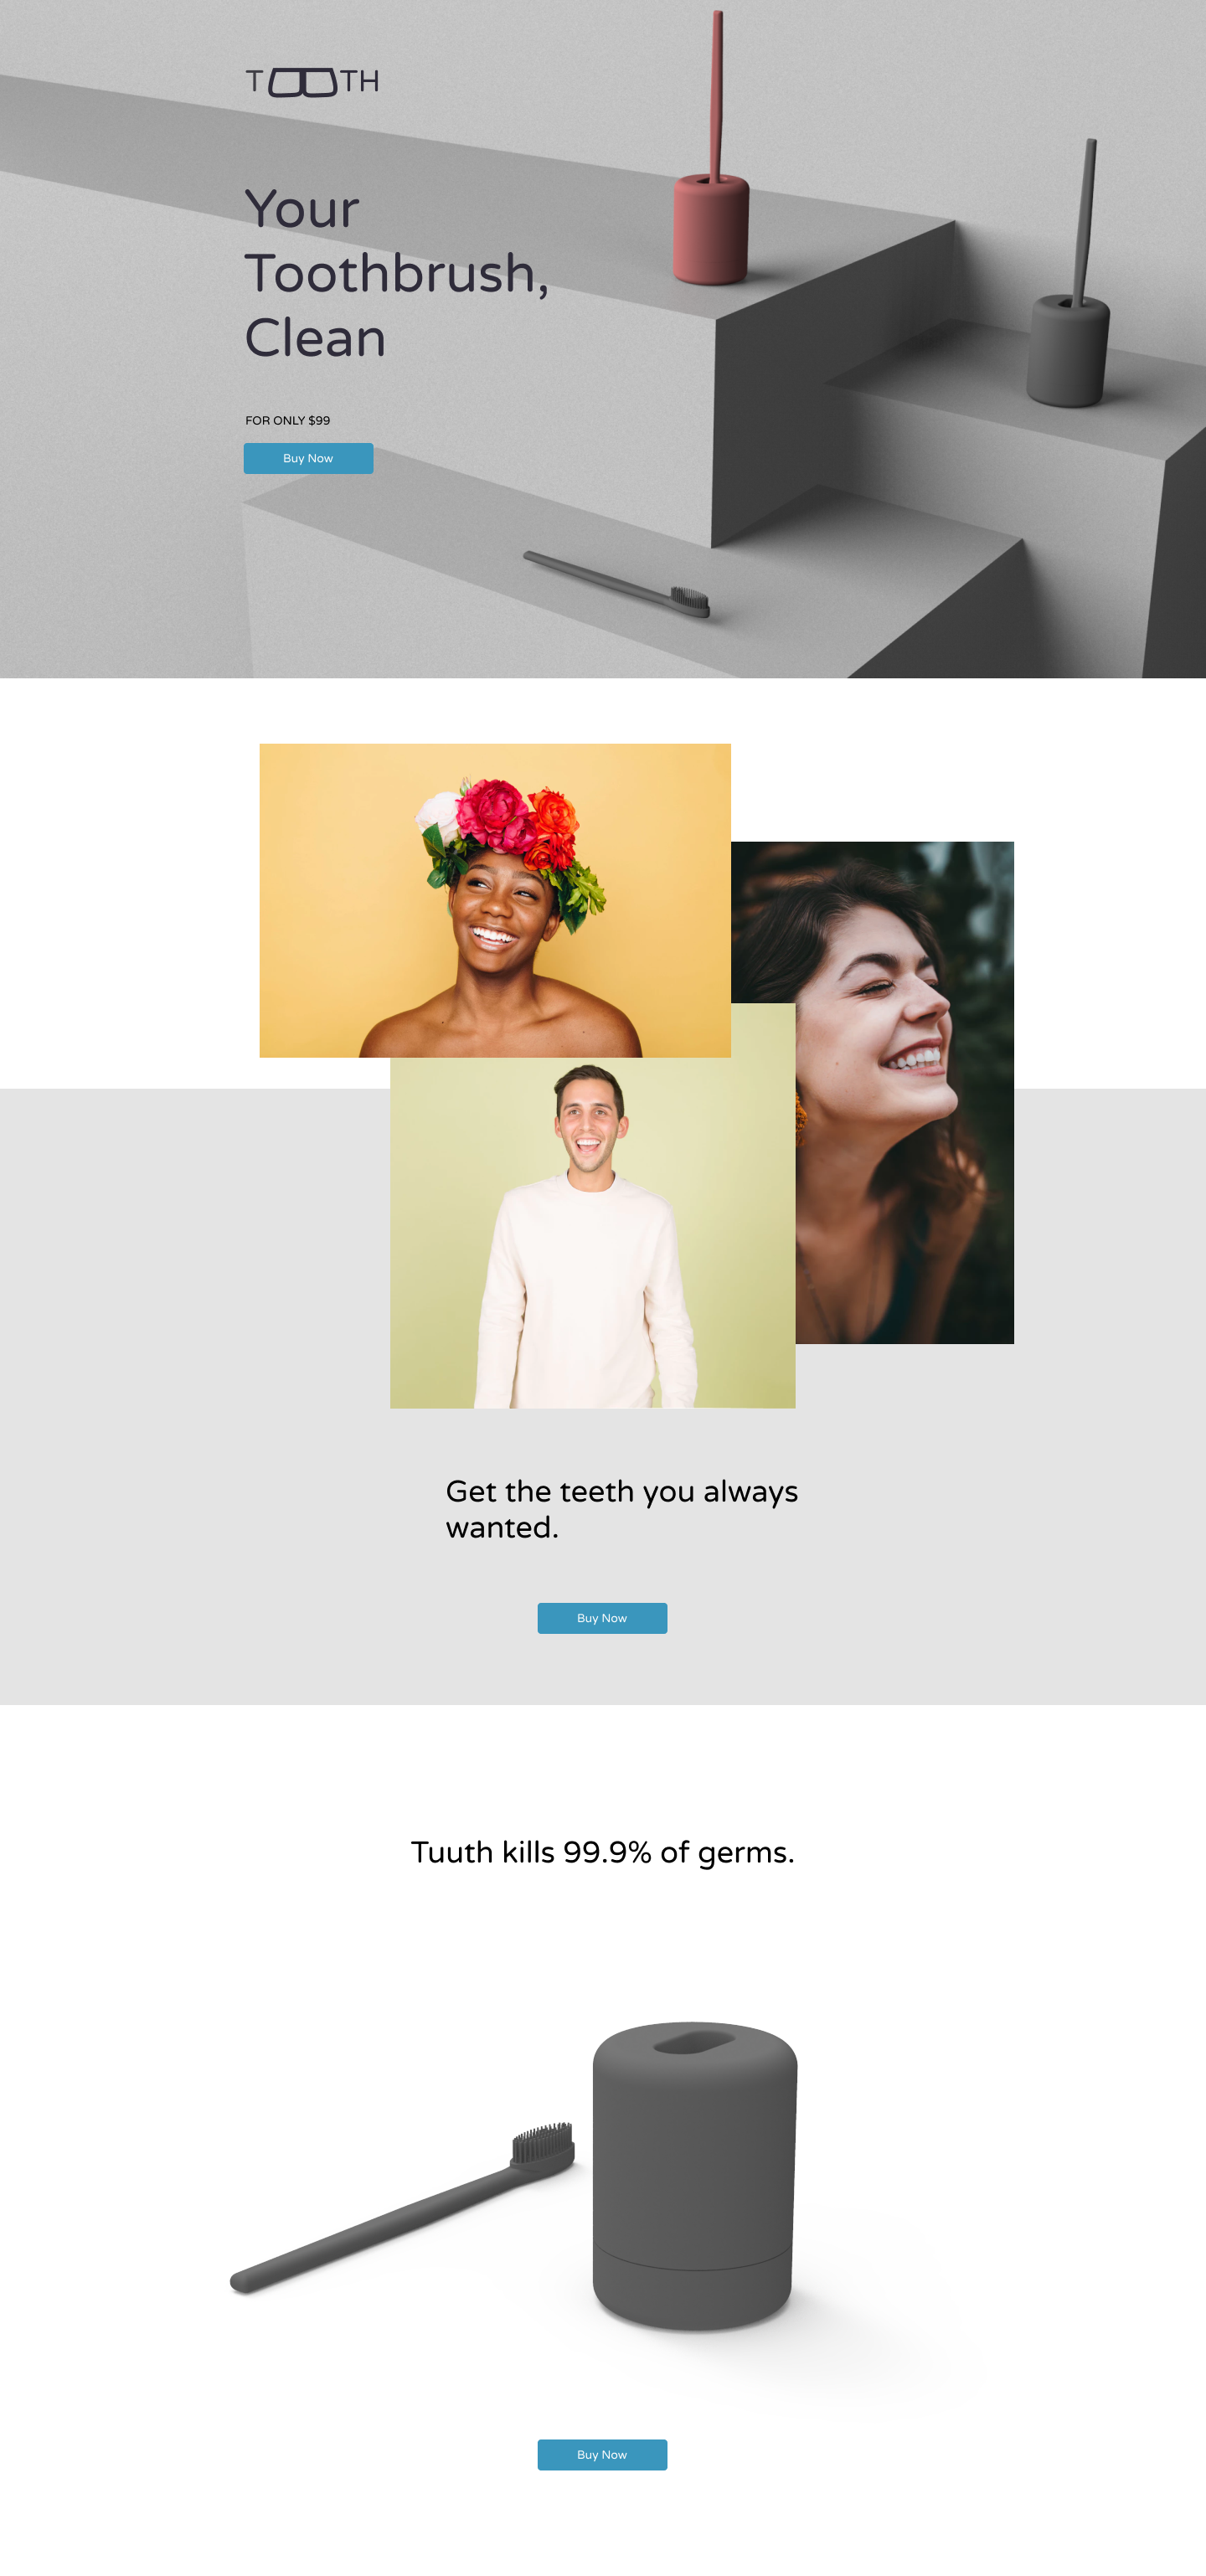 TOOTH
Your
Toothbrush,
Clean
FOR ONLY $99
Buy Now
Get the teeth you always
wanted.
Buy Now
Tuuth kills 99.9% of germs.
Buy Now